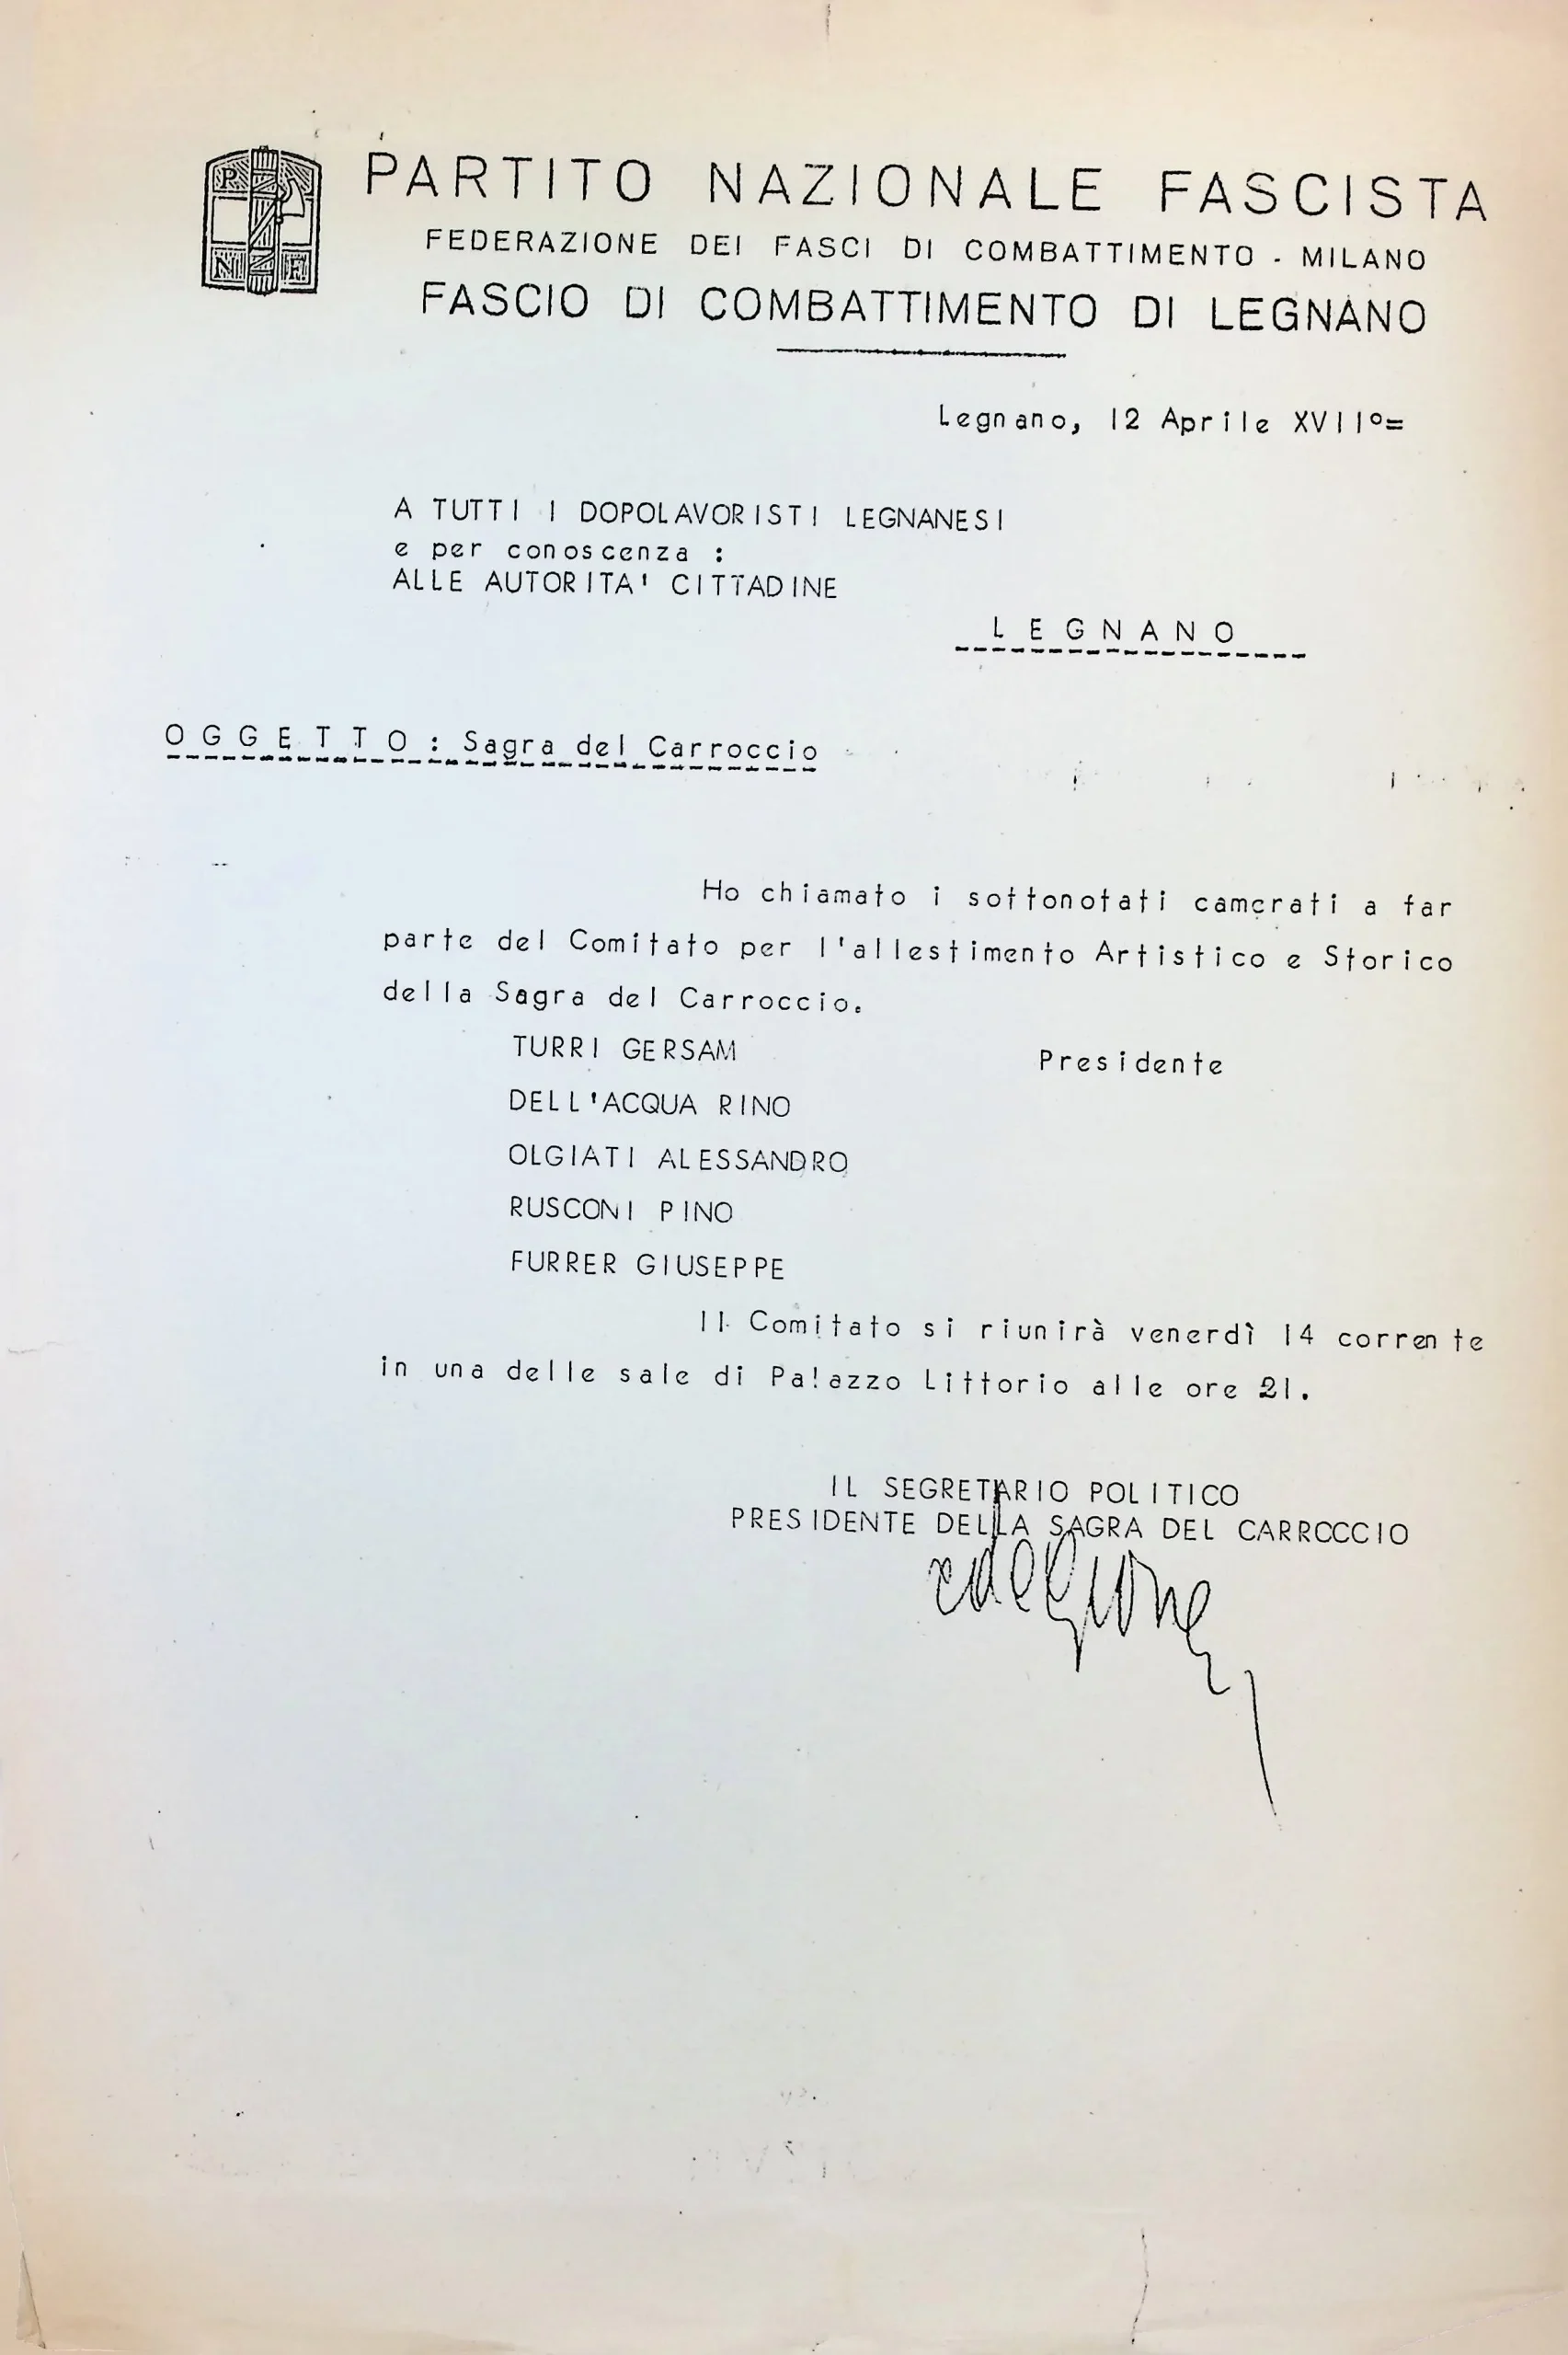 P.
N. F.
PARTITO NAZIONALE FASCISTA
FEDERAZIONE DEI FASCI DI COMBATTIMENTO - MILANO
FASCIO DI COMBATTIMENTO DI LEGNANO
Legnano, 12 Aprile XVII°=
A TUTTI I DOPOLAVORISTI LEGNANESI
e per conoscenza :
ALLE AUTORITA' CITTADINE
L E G N A N O
O G G E T T O : Sagra del Carroccio
Ho chiamato i sottonotati camerati a far
parte del Comitato per l'allestimento Artistico e Storico
della Sagra del Carroccio.
TURRI GERSAM Presidente
DELL'ACQUA RINO
OLGIATI ALESSANDRO
RUSCONI PINO
FURRER GIUSEPPE
Il Comitato si riunirà venerdì 14 corrente
in una delle sale di Palazzo Littorio alle ore 21.
IL SEGRETARIO POLITICO
PRESIDENTE DELLA SAGRA DEL CARROCCIO